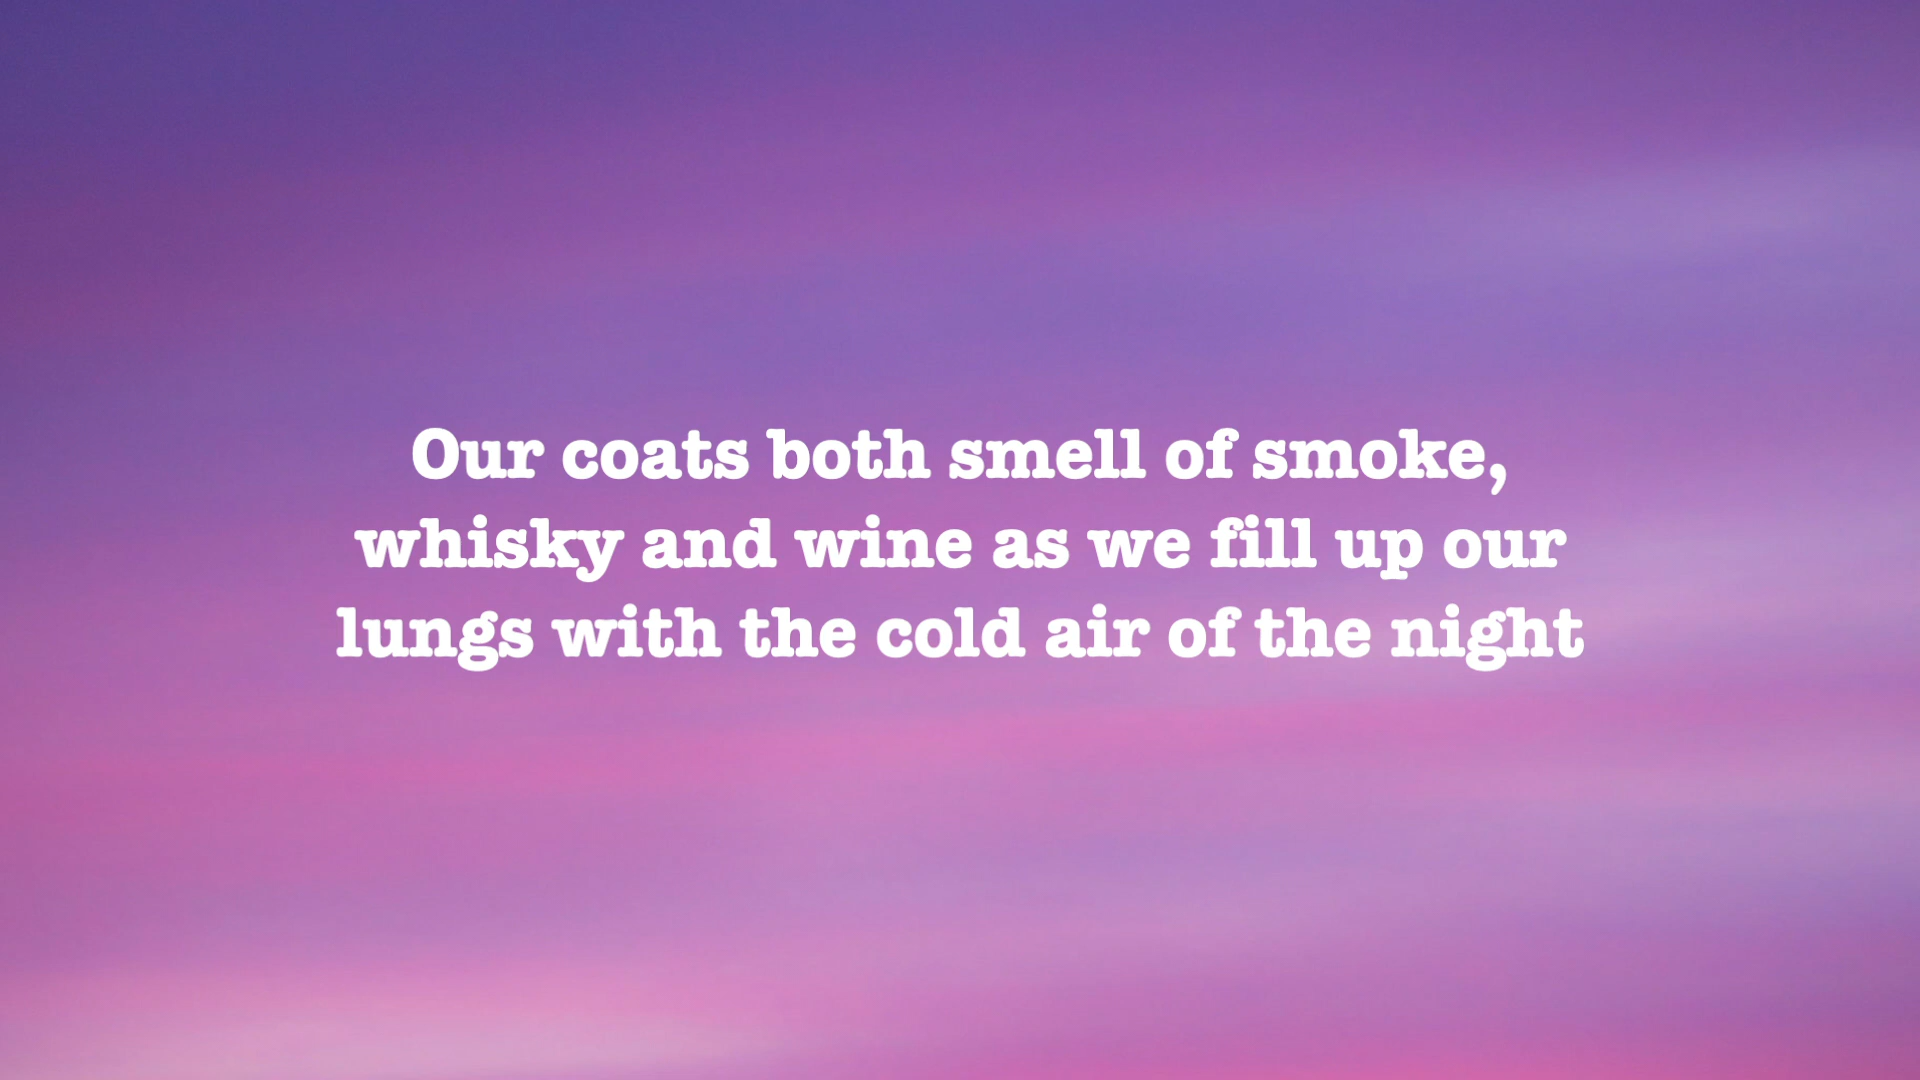 Our coats both smell of smoke,
whisky and wine as we fill up our
lungs with the cold air of the night